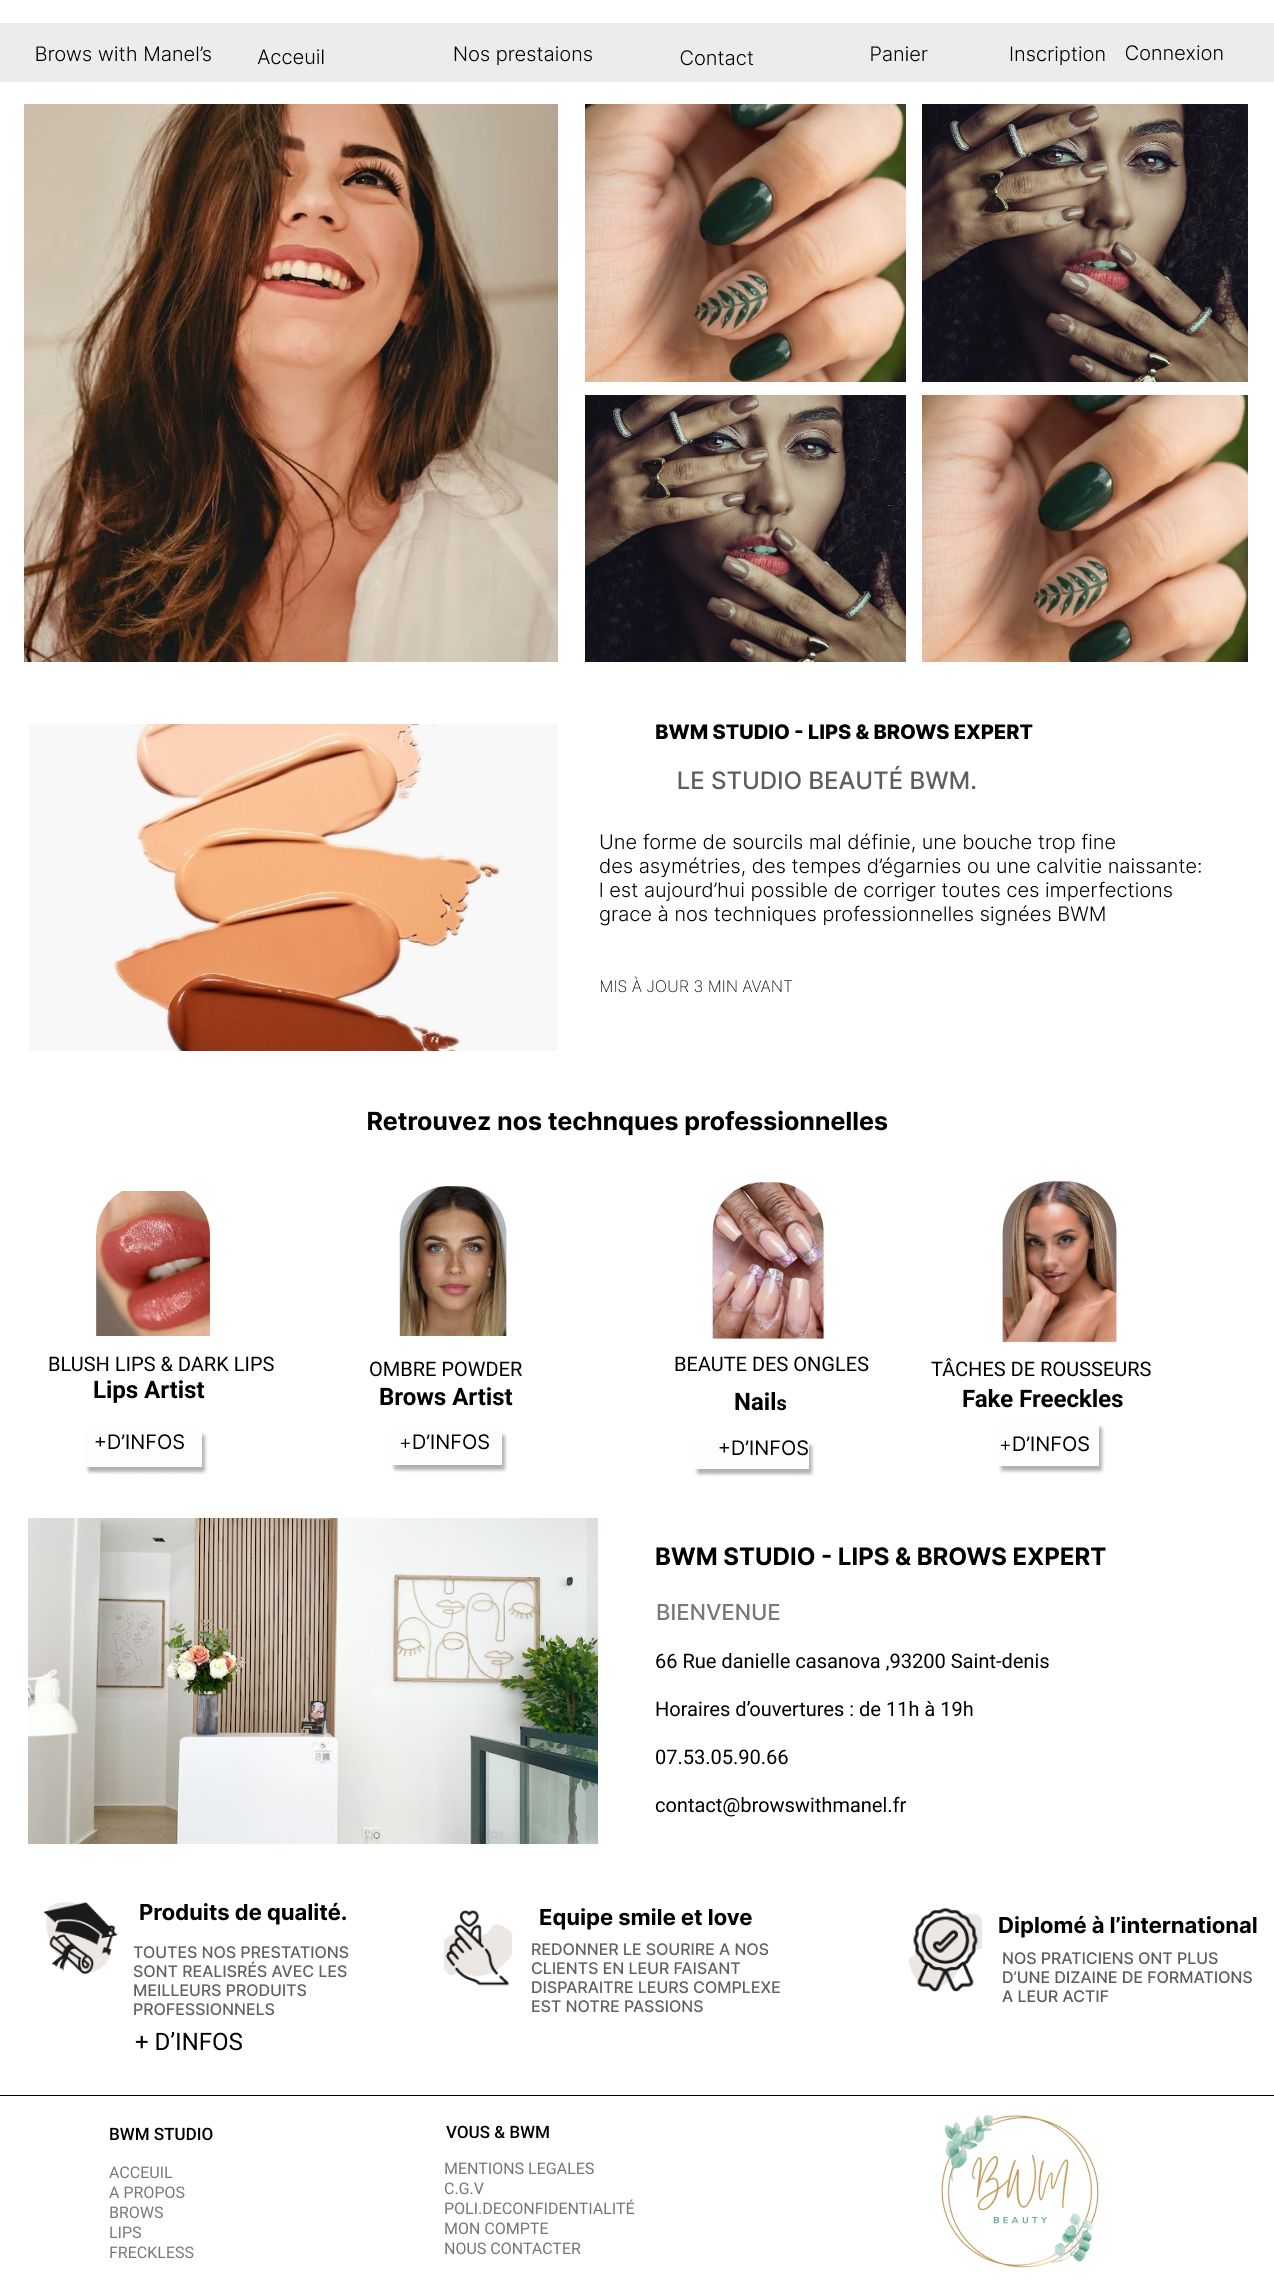 Brows with Manel’s Acceuil Nos prestaions Contact Panier Inscription Connexion
BWM STUDIO - LIPS & BROWS EXPERT
LE STUDIO BEAUTÉ BWM.
Une forme de sourcils mal définie, une bouche trop fine
des asymétries, des tempes d’égarnies ou une calvitie naissante:
l est aujourd’hui possible de corriger toutes ces imperfections
grace à nos techniques professionnelles signées BWM
MIS À JOUR 3 MIN AVANT
Retrouvez nos technques professionnelles
BLUSH LIPS & DARK LIPS
Lips Artist
+D’INFOS
OMBRE POWDER
Brows Artist
+D’INFOS
BEAUTE DES ONGLES
Nails
+D’INFOS
TÂCHES DE ROUSSEURS
Fake Freeckles
+D’INFOS
BWM STUDIO - LIPS & BROWS EXPERT
BIENVENUE
66 Rue danielle casanova ,93200 Saint-denis
Horaires d’ouvertures : de 11h à 19h
07.53.05.90.66
contact@browswithmanel.fr
Produits de qualité.
TOUTES NOS PRESTATIONS
SONT REALISRÉS AVEC LES
MEILLEURS PRODUITS
PROFESSIONNELS
+ D’INFOS
Equipe smile et love
REDONNER LE SOURIRE A NOS
CLIENTS EN LEUR FAISANT
DISPARAITRE LEURS COMPLEXE
EST NOTRE PASSIONS
Diplomé à l’international
NOS PRATICIENS ONT PLUS
D’UNE DIZAINE DE FORMATIONS
A LEUR ACTIF
BWM STUDIO
ACCEUIL
A PROPOS
BROWS
LIPS
FRECKLESS
VOUS & BWM
MENTIONS LEGALES
C.G.V
POLI.DECONFIDENTIALITÉ
MON COMPTE
NOUS CONTACTER
BWM
BEAUTY